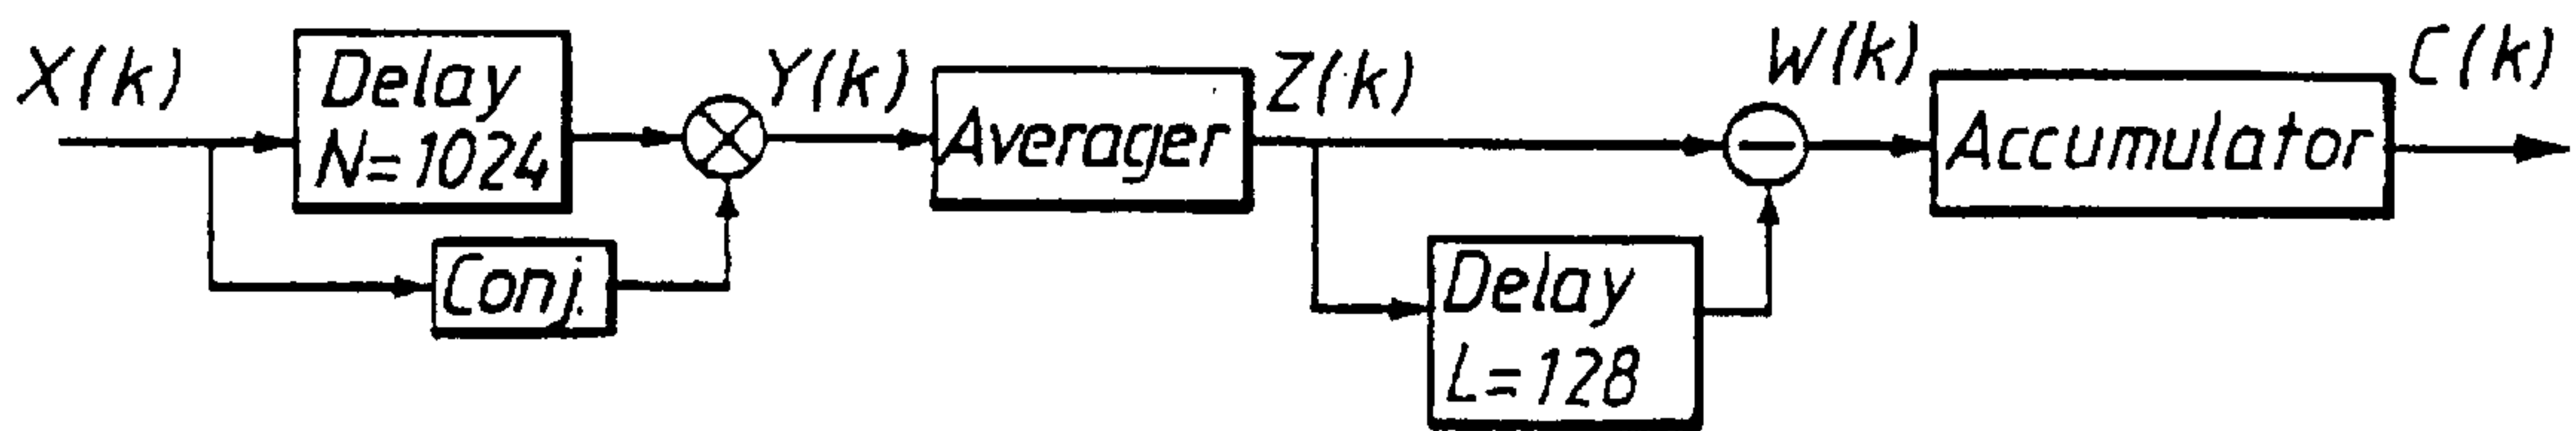 X(k)
Delay
N=1024
Conj.
Y(k)
Averager
Z(k)
Delay
L=128
W(k)
Accumulator
C(k)